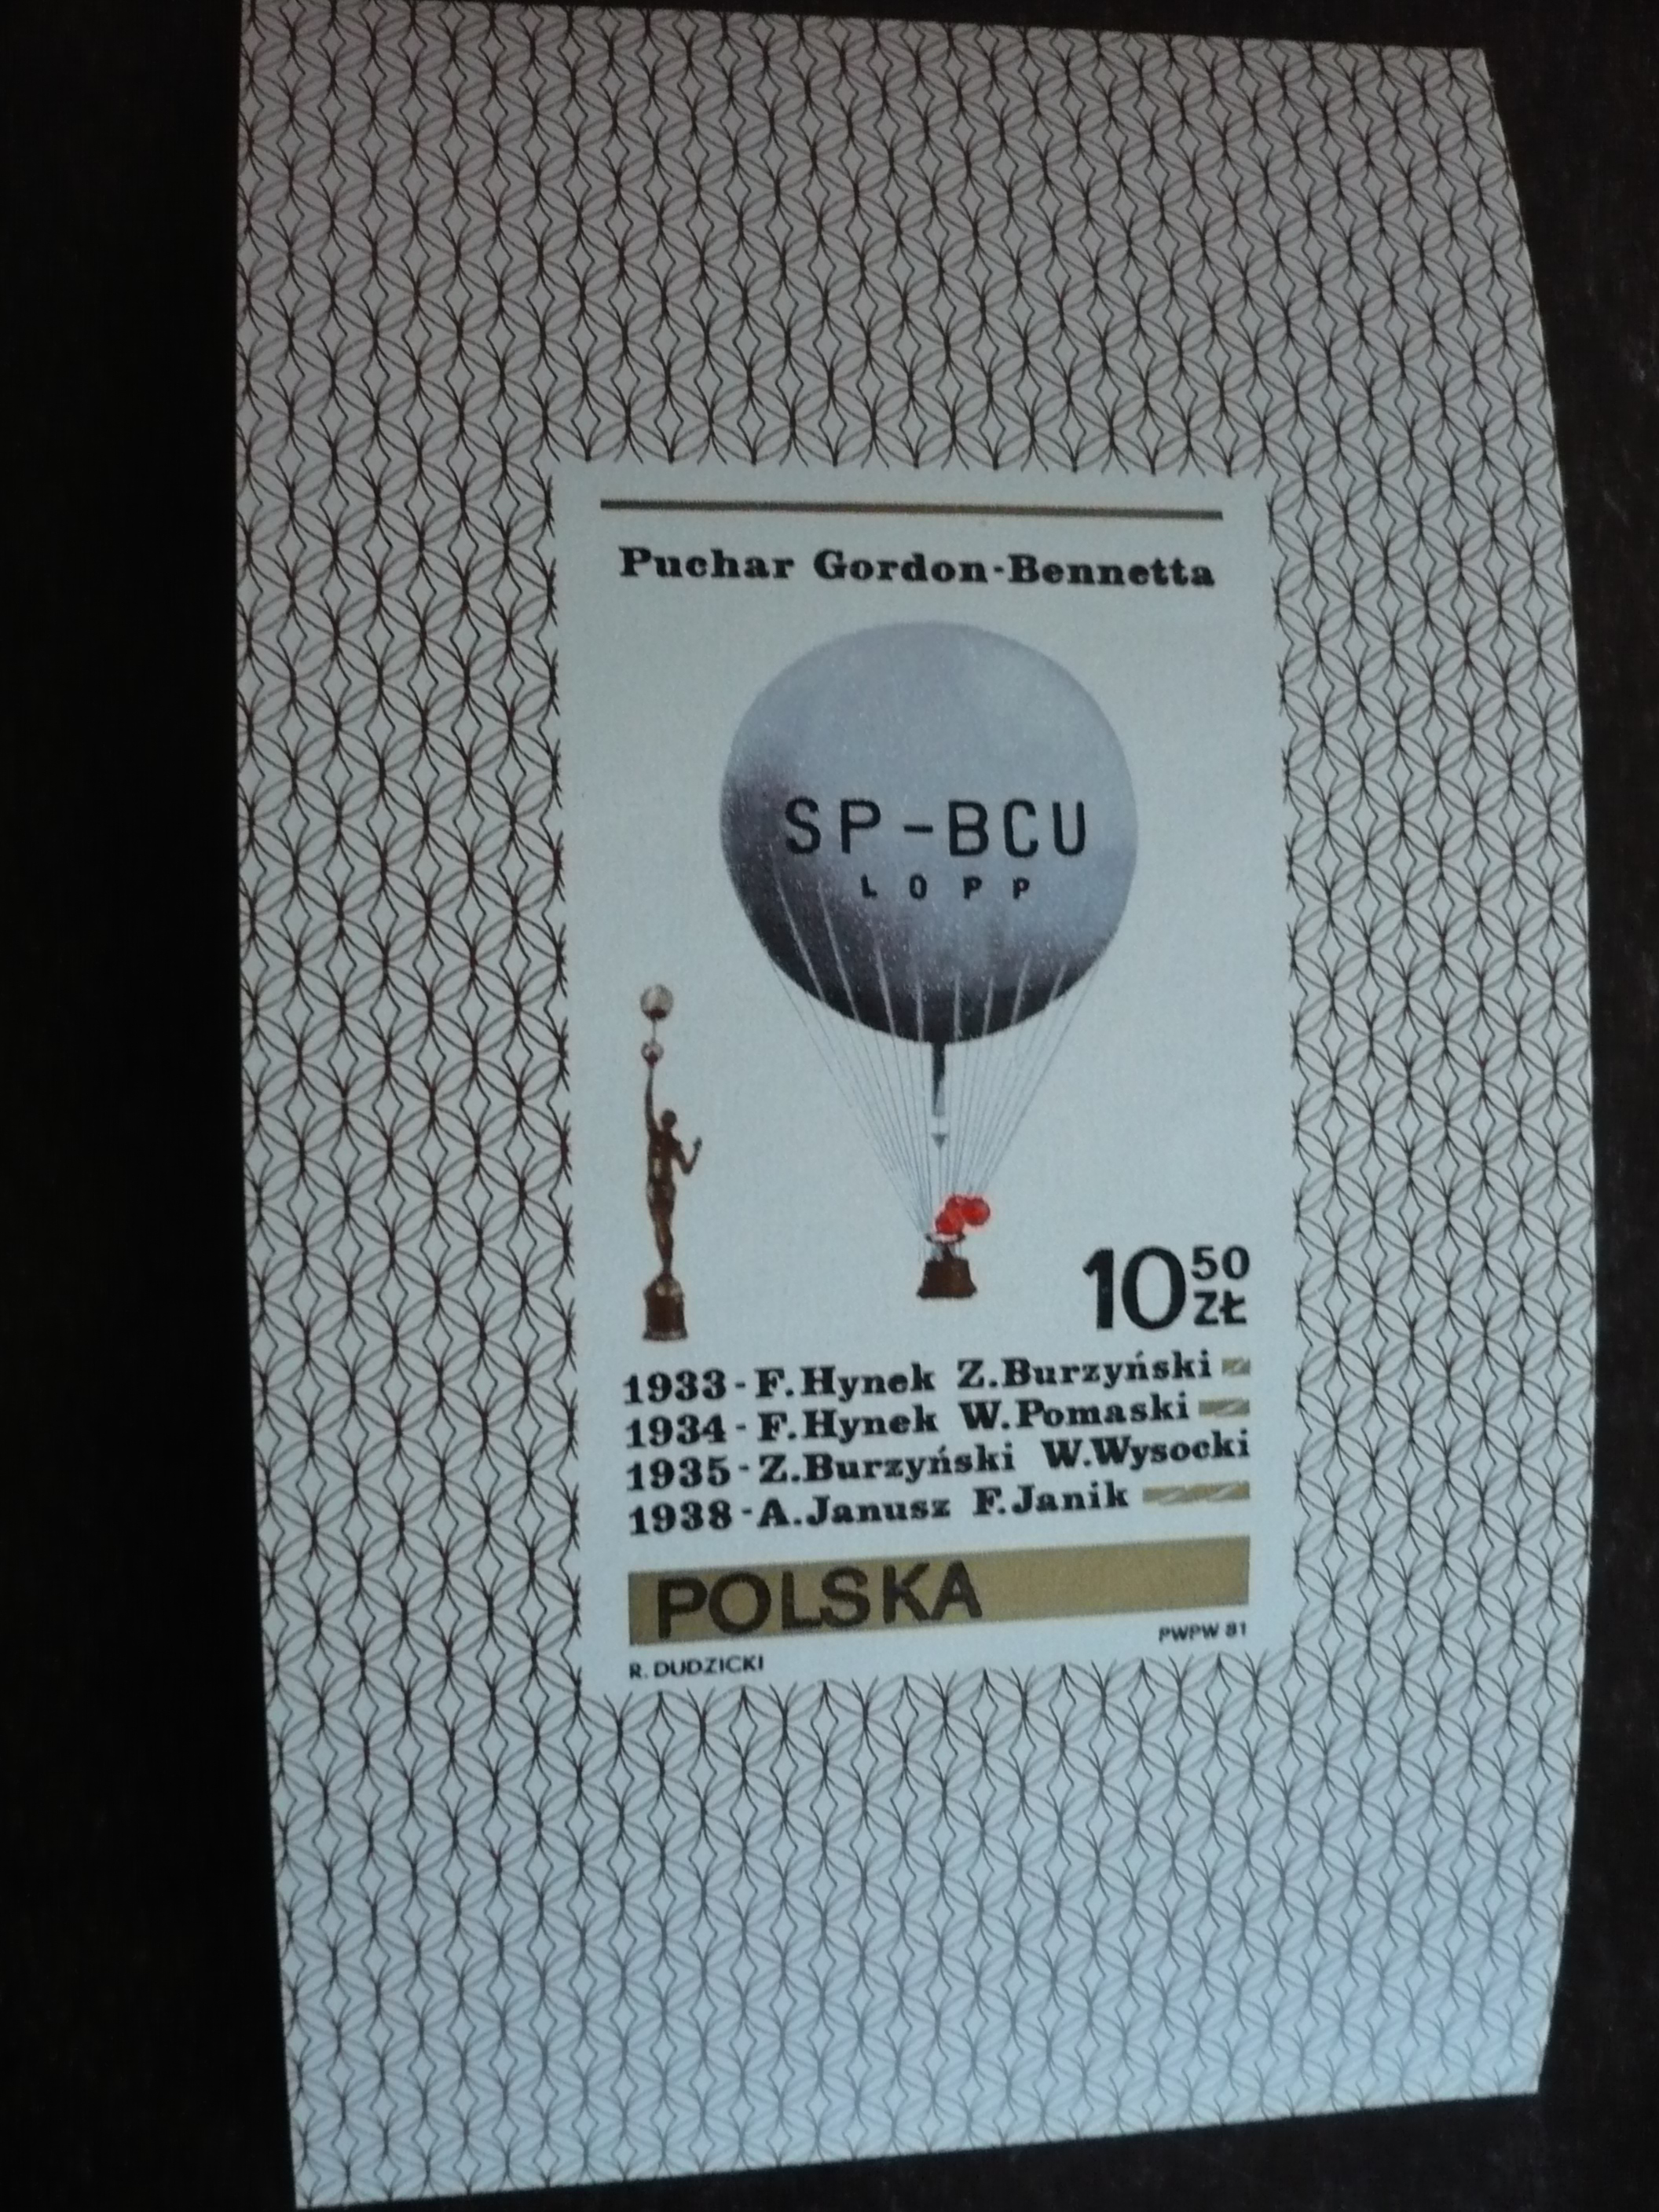 Puchar Gordon-Bennetta
SP-BCU
LOPP
10 50 ZŁ
1933-F.Hynek Z.Burzyński
1934-F.Hynek W.Pomaski
1935-Z.Burzyński W.Wysocki
1938-A.Janusz F.Janik
POLSKA
R. DUDZICKI PWPW 81